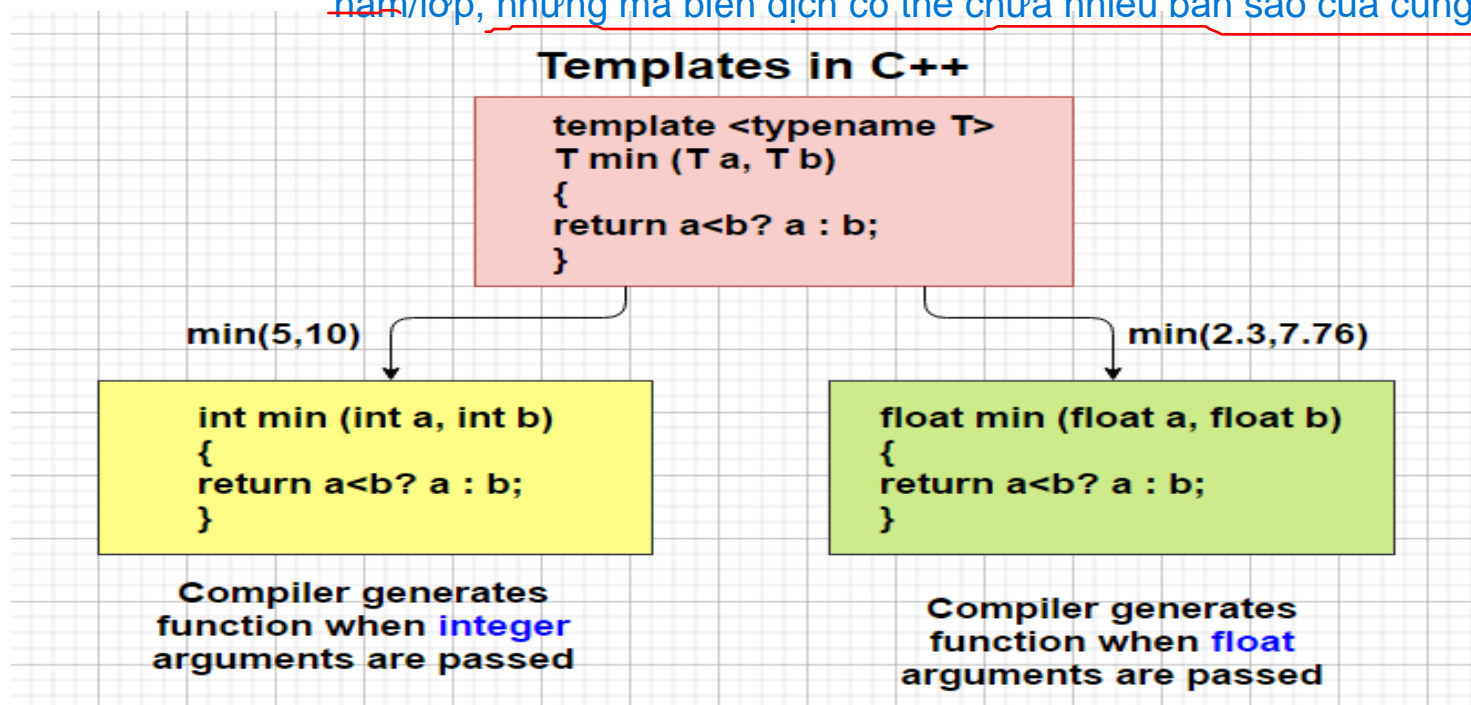 hàm/lớp, nhưng mã biên dịch có thể chứa nhiều bản sao của cùng
Templates in C++
template <typename T>
T min (T a, T b)
{
return a<b? a : b;
}
min(5,10)
min(2.3,7.76)
int min (int a, int b)
{
return a<b? a : b;
}
float min (float a, float b)
{
return a<b? a : b;
}
Compiler generates
function when integer
arguments are passed
Compiler generates
function when float
arguments are passed